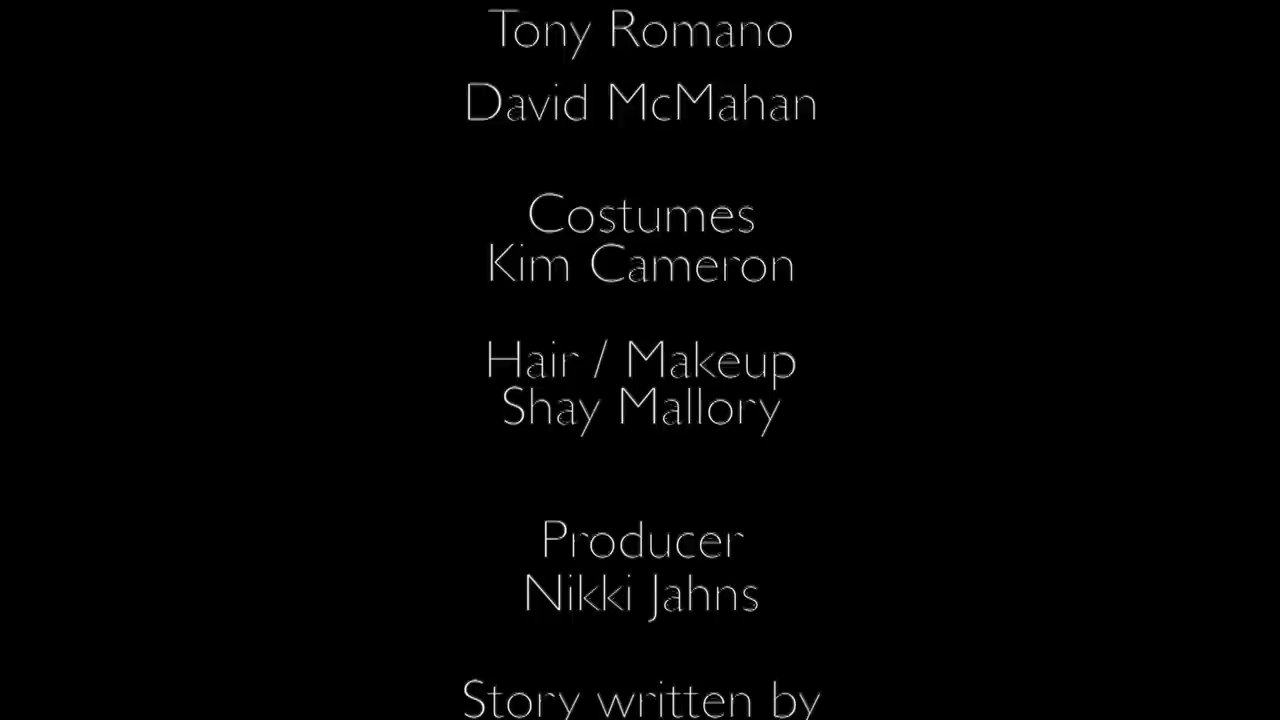 Tony Romano
David McMahan
Costumes
Kim Cameron
Hair / Makeup
Shay Mallory
Producer
Nikki Jahns
Story written by